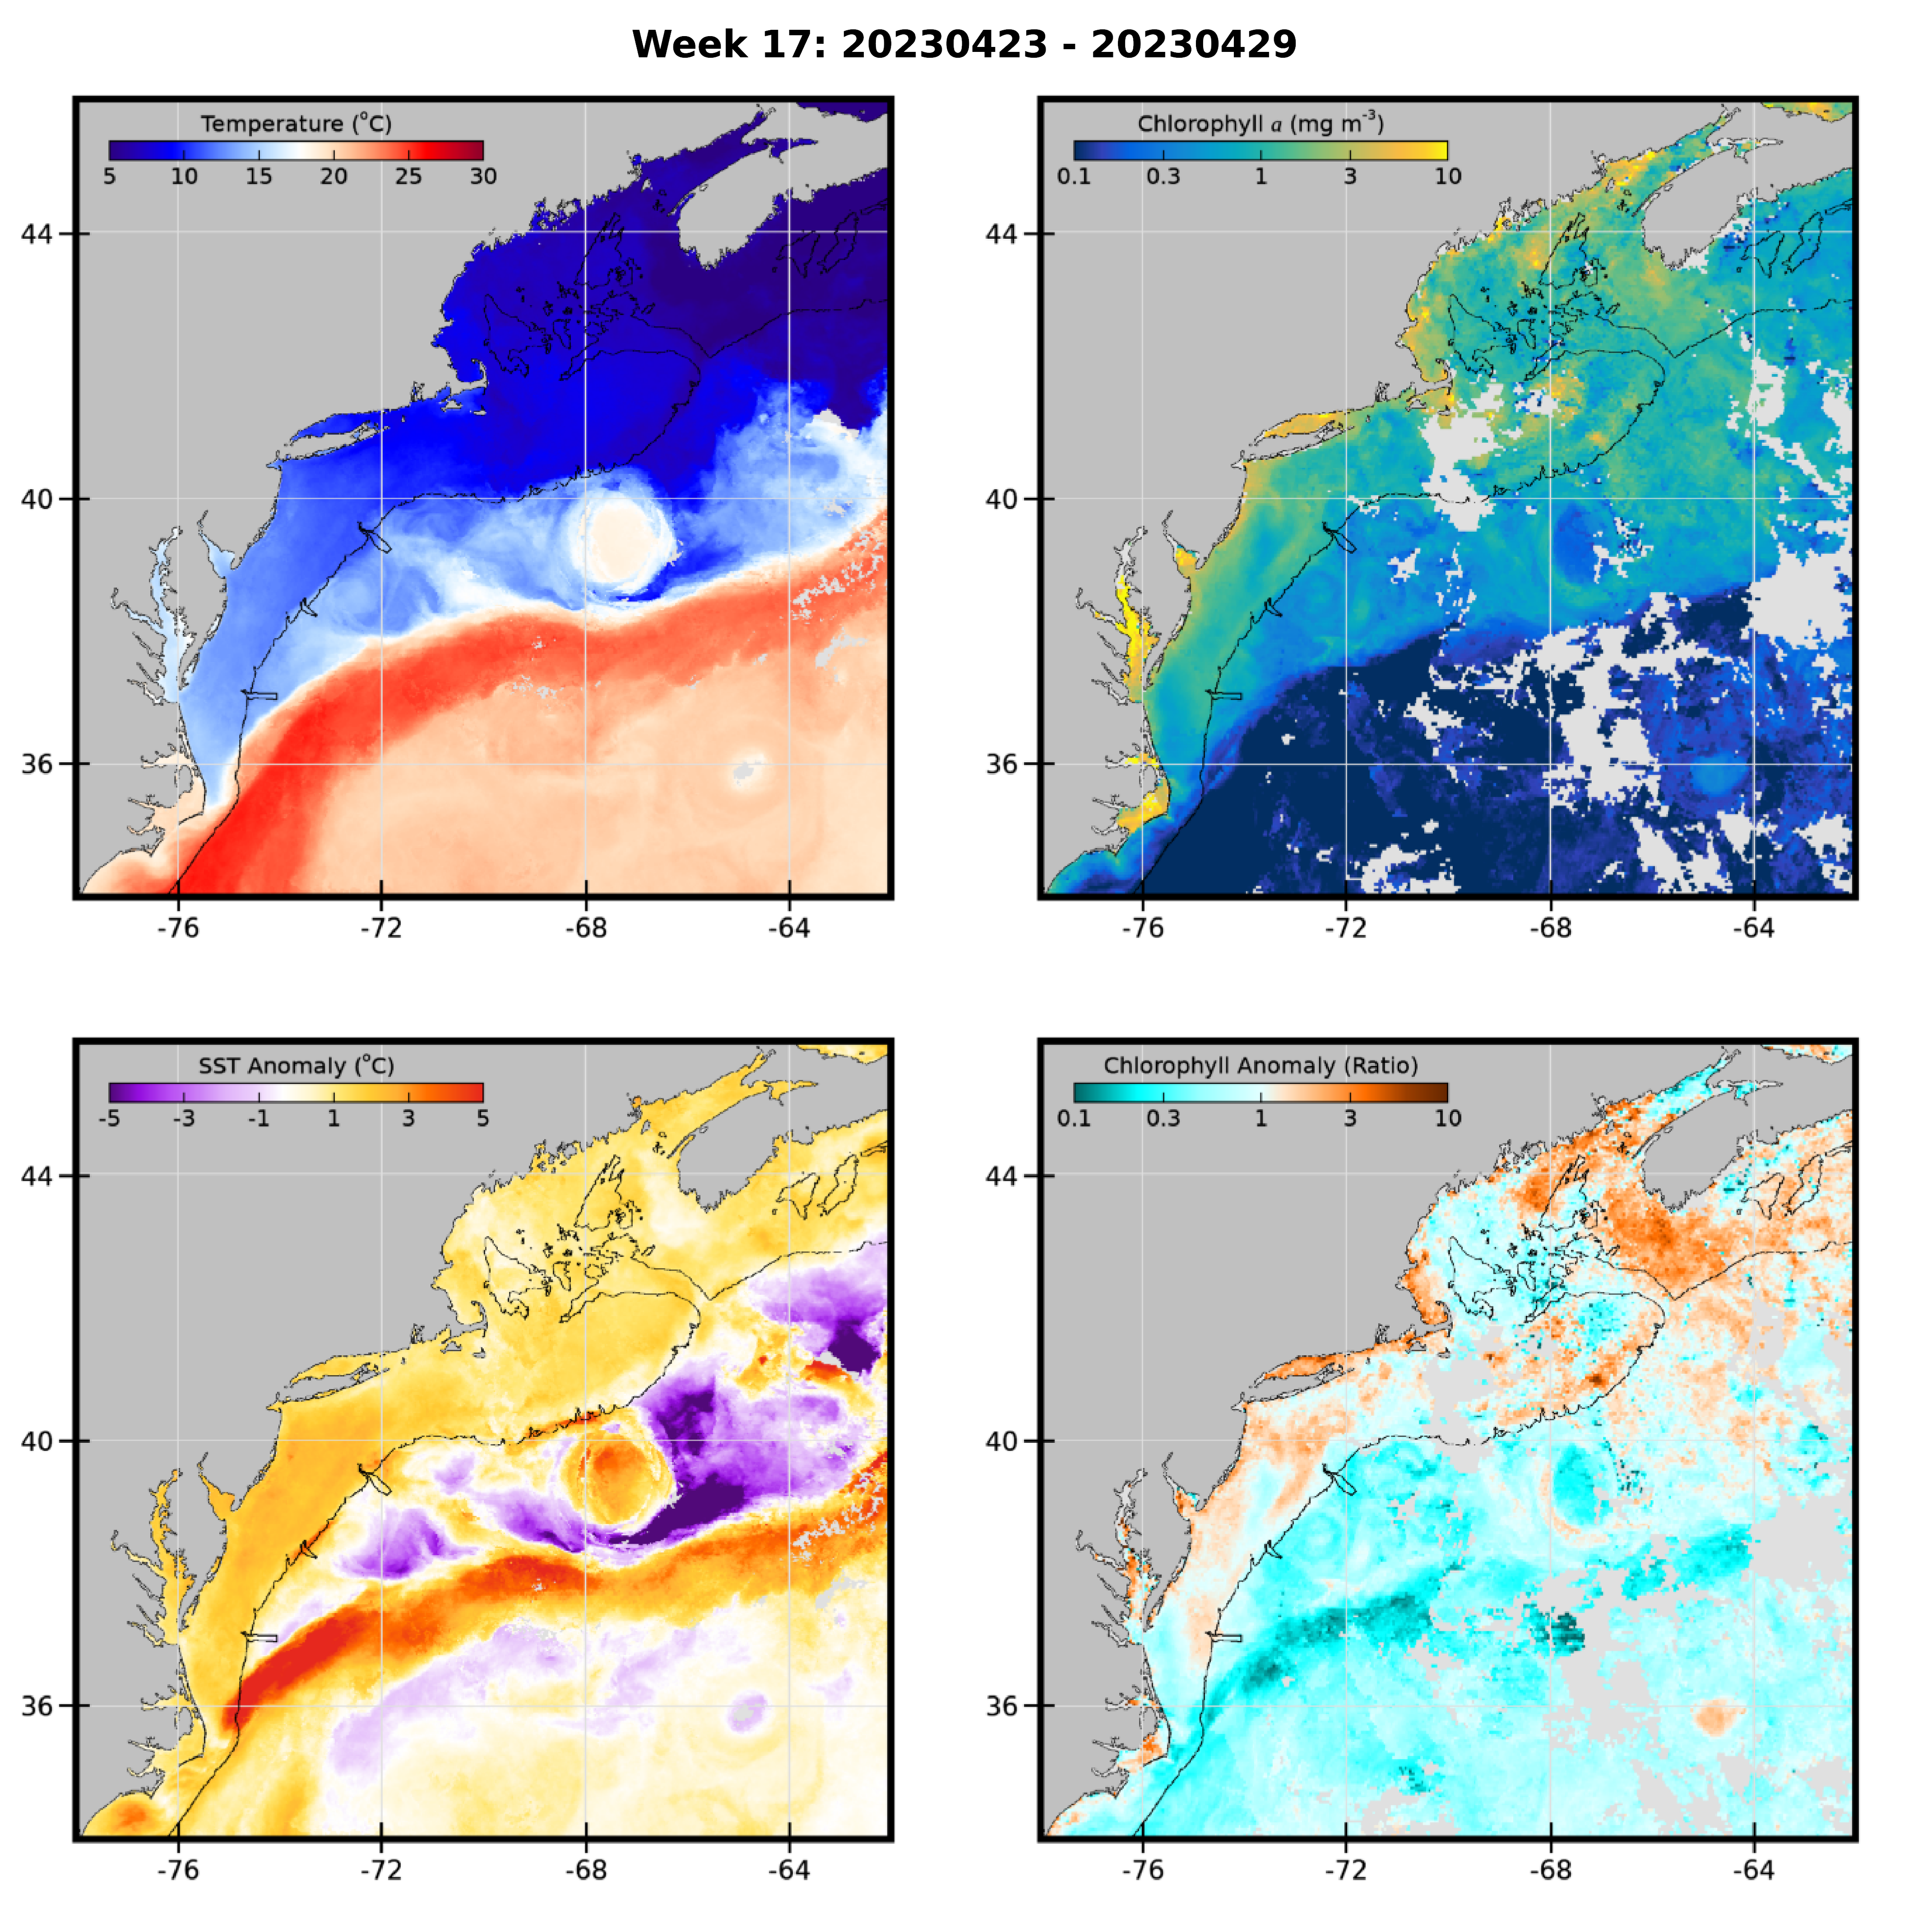 Week 17: 20230423 - 20230429
Temperature (°C)
5 10 15 20 25 30
44
40
36
-76 -72 -68 -64
Chlorophyll a (mg m⁻³)
0.1 0.3 1 3 10
44
40
36
-76 -72 -68 -64
SST Anomaly (°C)
-5 -3 -1 1 3 5
44
40
36
-76 -72 -68 -64
Chlorophyll Anomaly (Ratio)
0.1 0.3 1 3 10
44
40
36
-76 -72 -68 -64